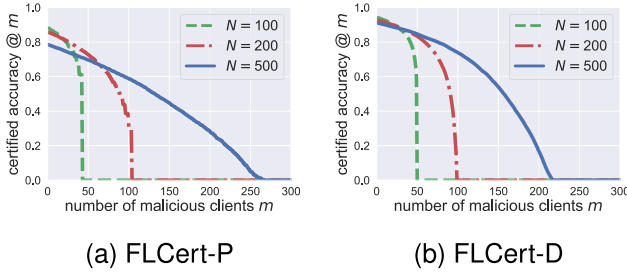 certified accuracy @ m
1.0
0.8
0.6
0.4
0.2
0.0
N = 100
N = 200
N = 500
0 50 100 150 200 250 300
number of malicious clients m
(a) FLCert-P
certified accuracy @ m
1.0
0.8
0.6
0.4
0.2
0.0
N = 100
N = 200
N = 500
0 50 100 150 200 250 300
number of malicious clients m
(b) FLCert-D